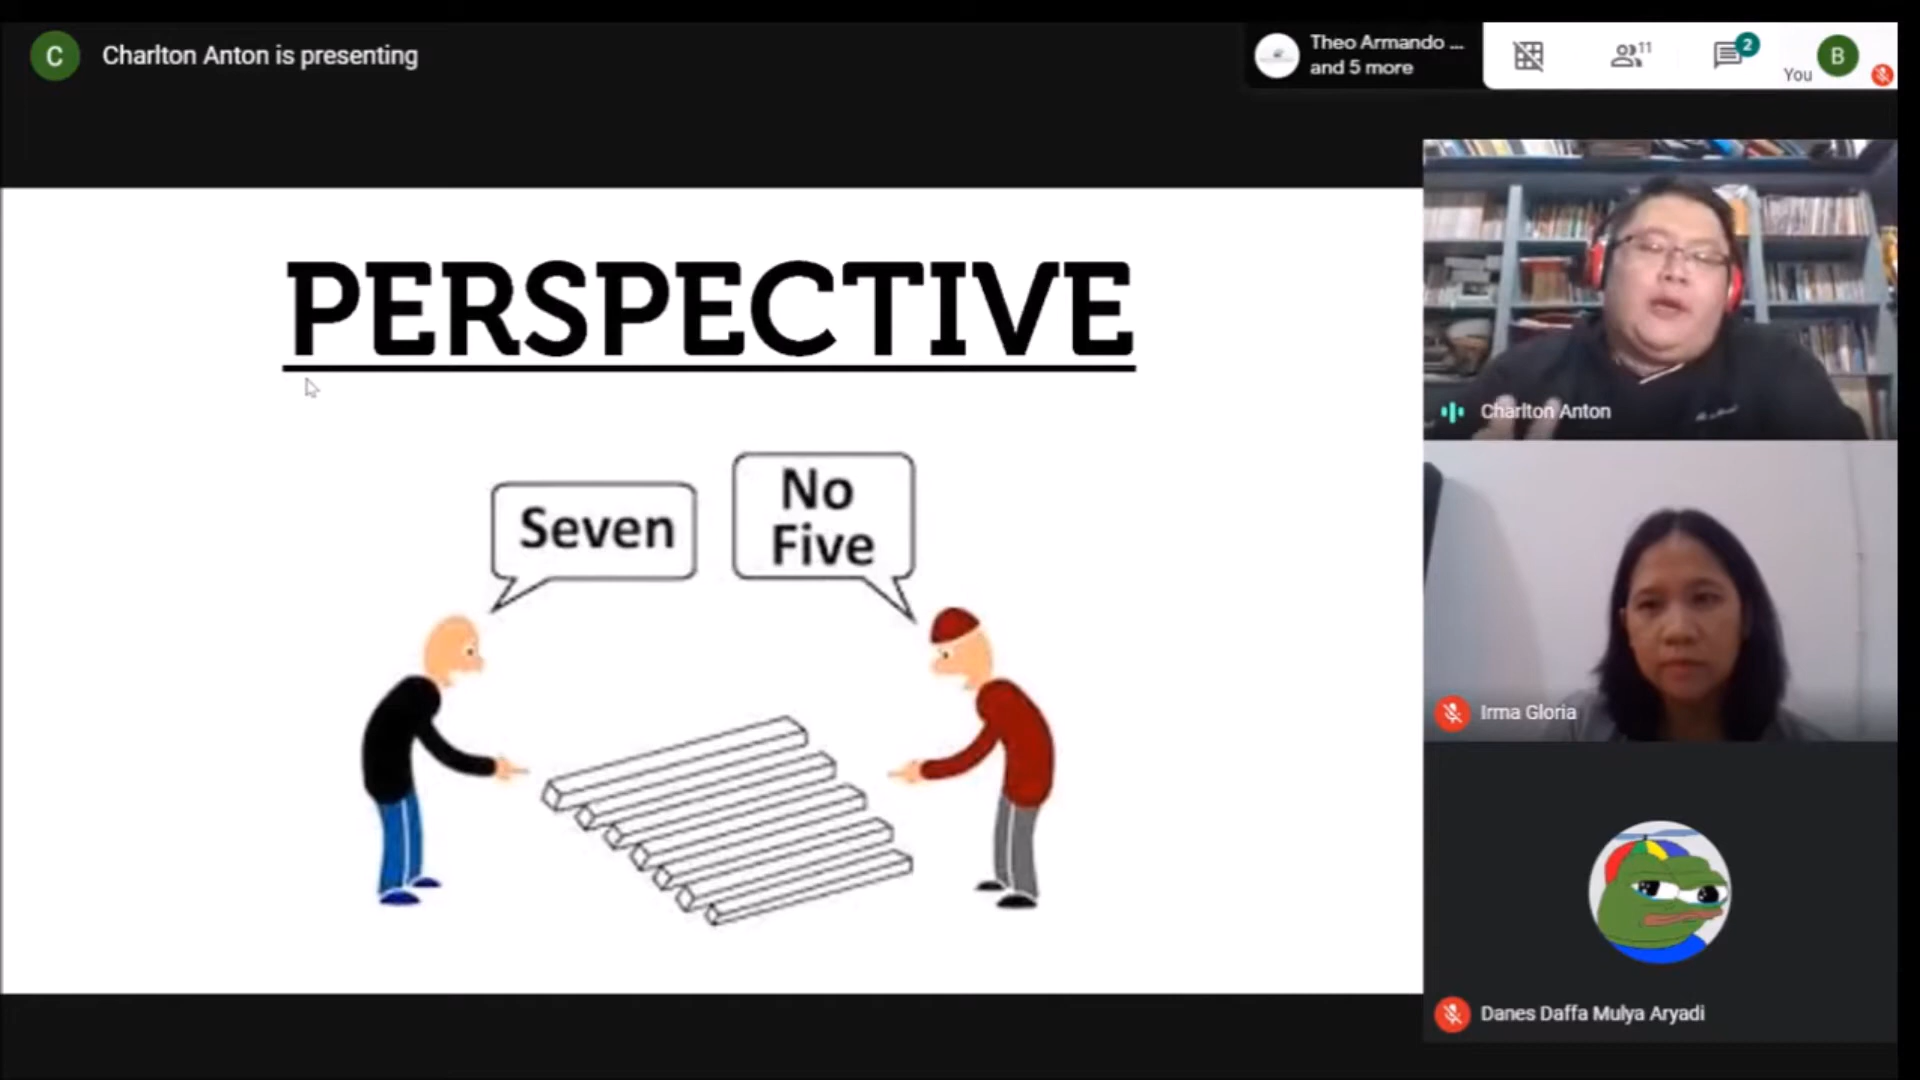 C
Charlton Anton is presenting
Theo Armando ...
and 5 more
11
2
You
B
PERSPECTIVE
Seven
No
Five
Charlton Anton
Irma Gloria
Danes Daffa Mulya Aryadi